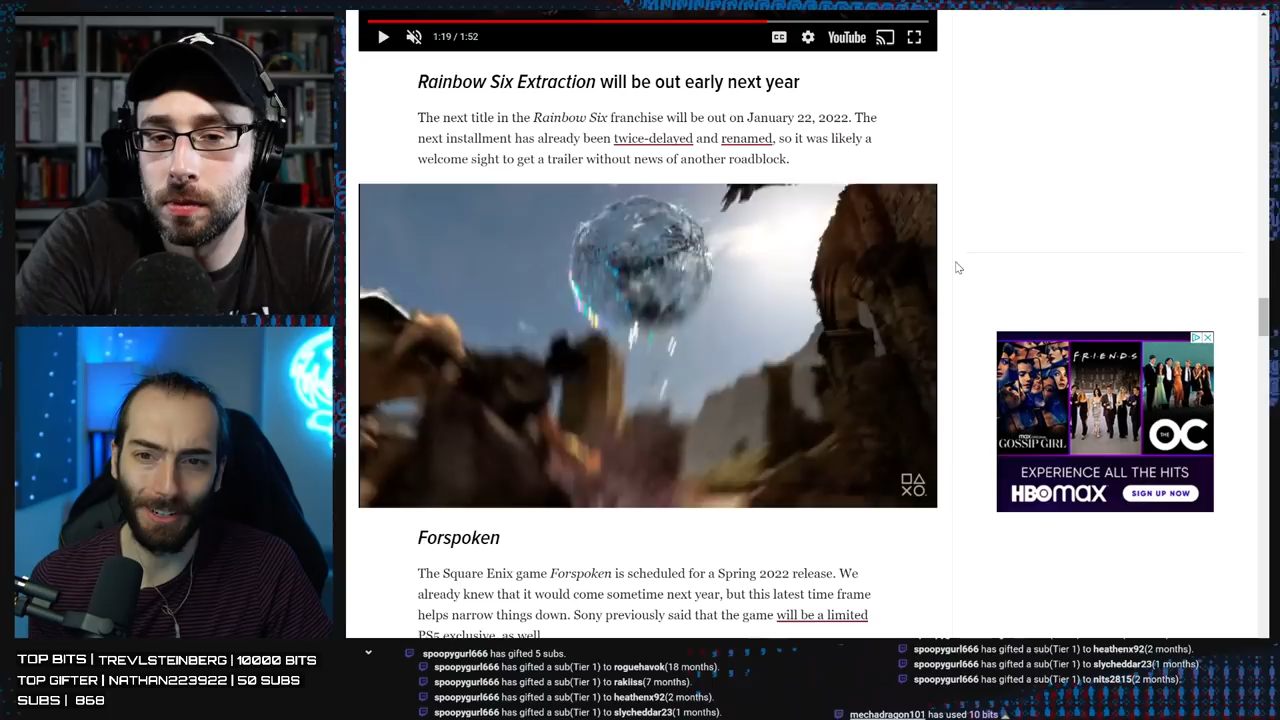 1:19 / 1:52
CC
YouTube
Rainbow Six Extraction will be out early next year
The next title in the Rainbow Six franchise will be out on January 22, 2022. The
next installment has already been twice-delayed and renamed, so it was likely a
welcome sight to get a trailer without news of another roadblock.
Forspoken
The Square Enix game Forspoken is scheduled for a Spring 2022 release. We
already knew that it would come sometime next year, but this latest time frame
helps narrow things down. Sony previously said that the game will be a limited
PS5 exclusive, as well.
max original
GOSSIP GIRL
F·R·I·E·N·D·S
THE OC
EXPERIENCE ALL THE HITS
HBOMAX
SIGN UP NOW
TOP BITS | TREVLSTEINBERG | 10000 BITS
TOP GIFTER | NATHAN223922 | 50 SUBS
SUBS | 868
spoopygurl666 has gifted 5 subs.
spoopygurl666 has gifted a sub(Tier 1) to roguehavok(18 months).
spoopygurl666 has gifted a sub(Tier 1) to rakiiss(7 months).
spoopygurl666 has gifted a sub(Tier 1) to heathenx92(2 months).
spoopygurl666 has gifted a sub(Tier 1) to slycheddar23(1 months).
spoopygurl666 has gifted a sub(Tier 1) to heathenx92(2 months).
spoopygurl666 has gifted a sub(Tier 1) to slycheddar23(1 months).
spoopygurl666 has gifted a sub(Tier 1) to nits2815(2 months).
mechadragon101 has used 10 bits